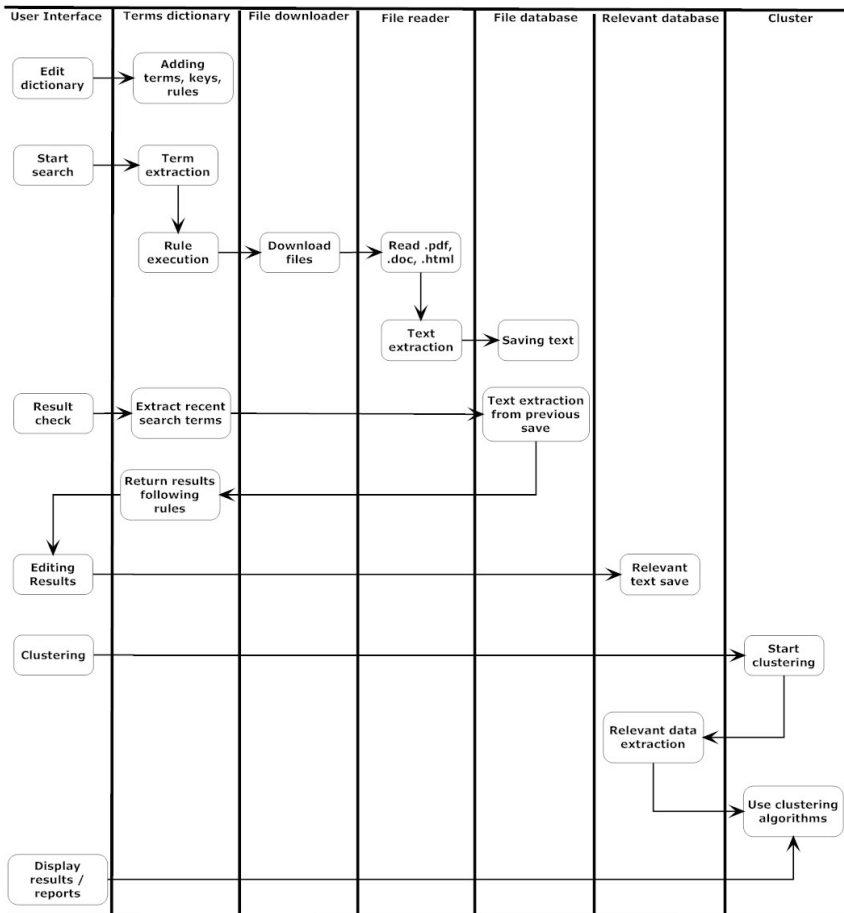 User Interface
Terms dictionary
File downloader
File reader
File database
Relevant database
Cluster
Edit
dictionary
Adding
terms, keys,
rules
Start
search
Term
extraction
Rule
execution
Download
files
Read .pdf,
.doc, .html
Text
extraction
Saving text
Result
check
Extract recent
search terms
Text extraction
from previous
save
Return results
following
rules
Editing
Results
Relevant
text save
Clustering
Start
clustering
Relevant data
extraction
Use clustering
algorithms
Display
results /
reports